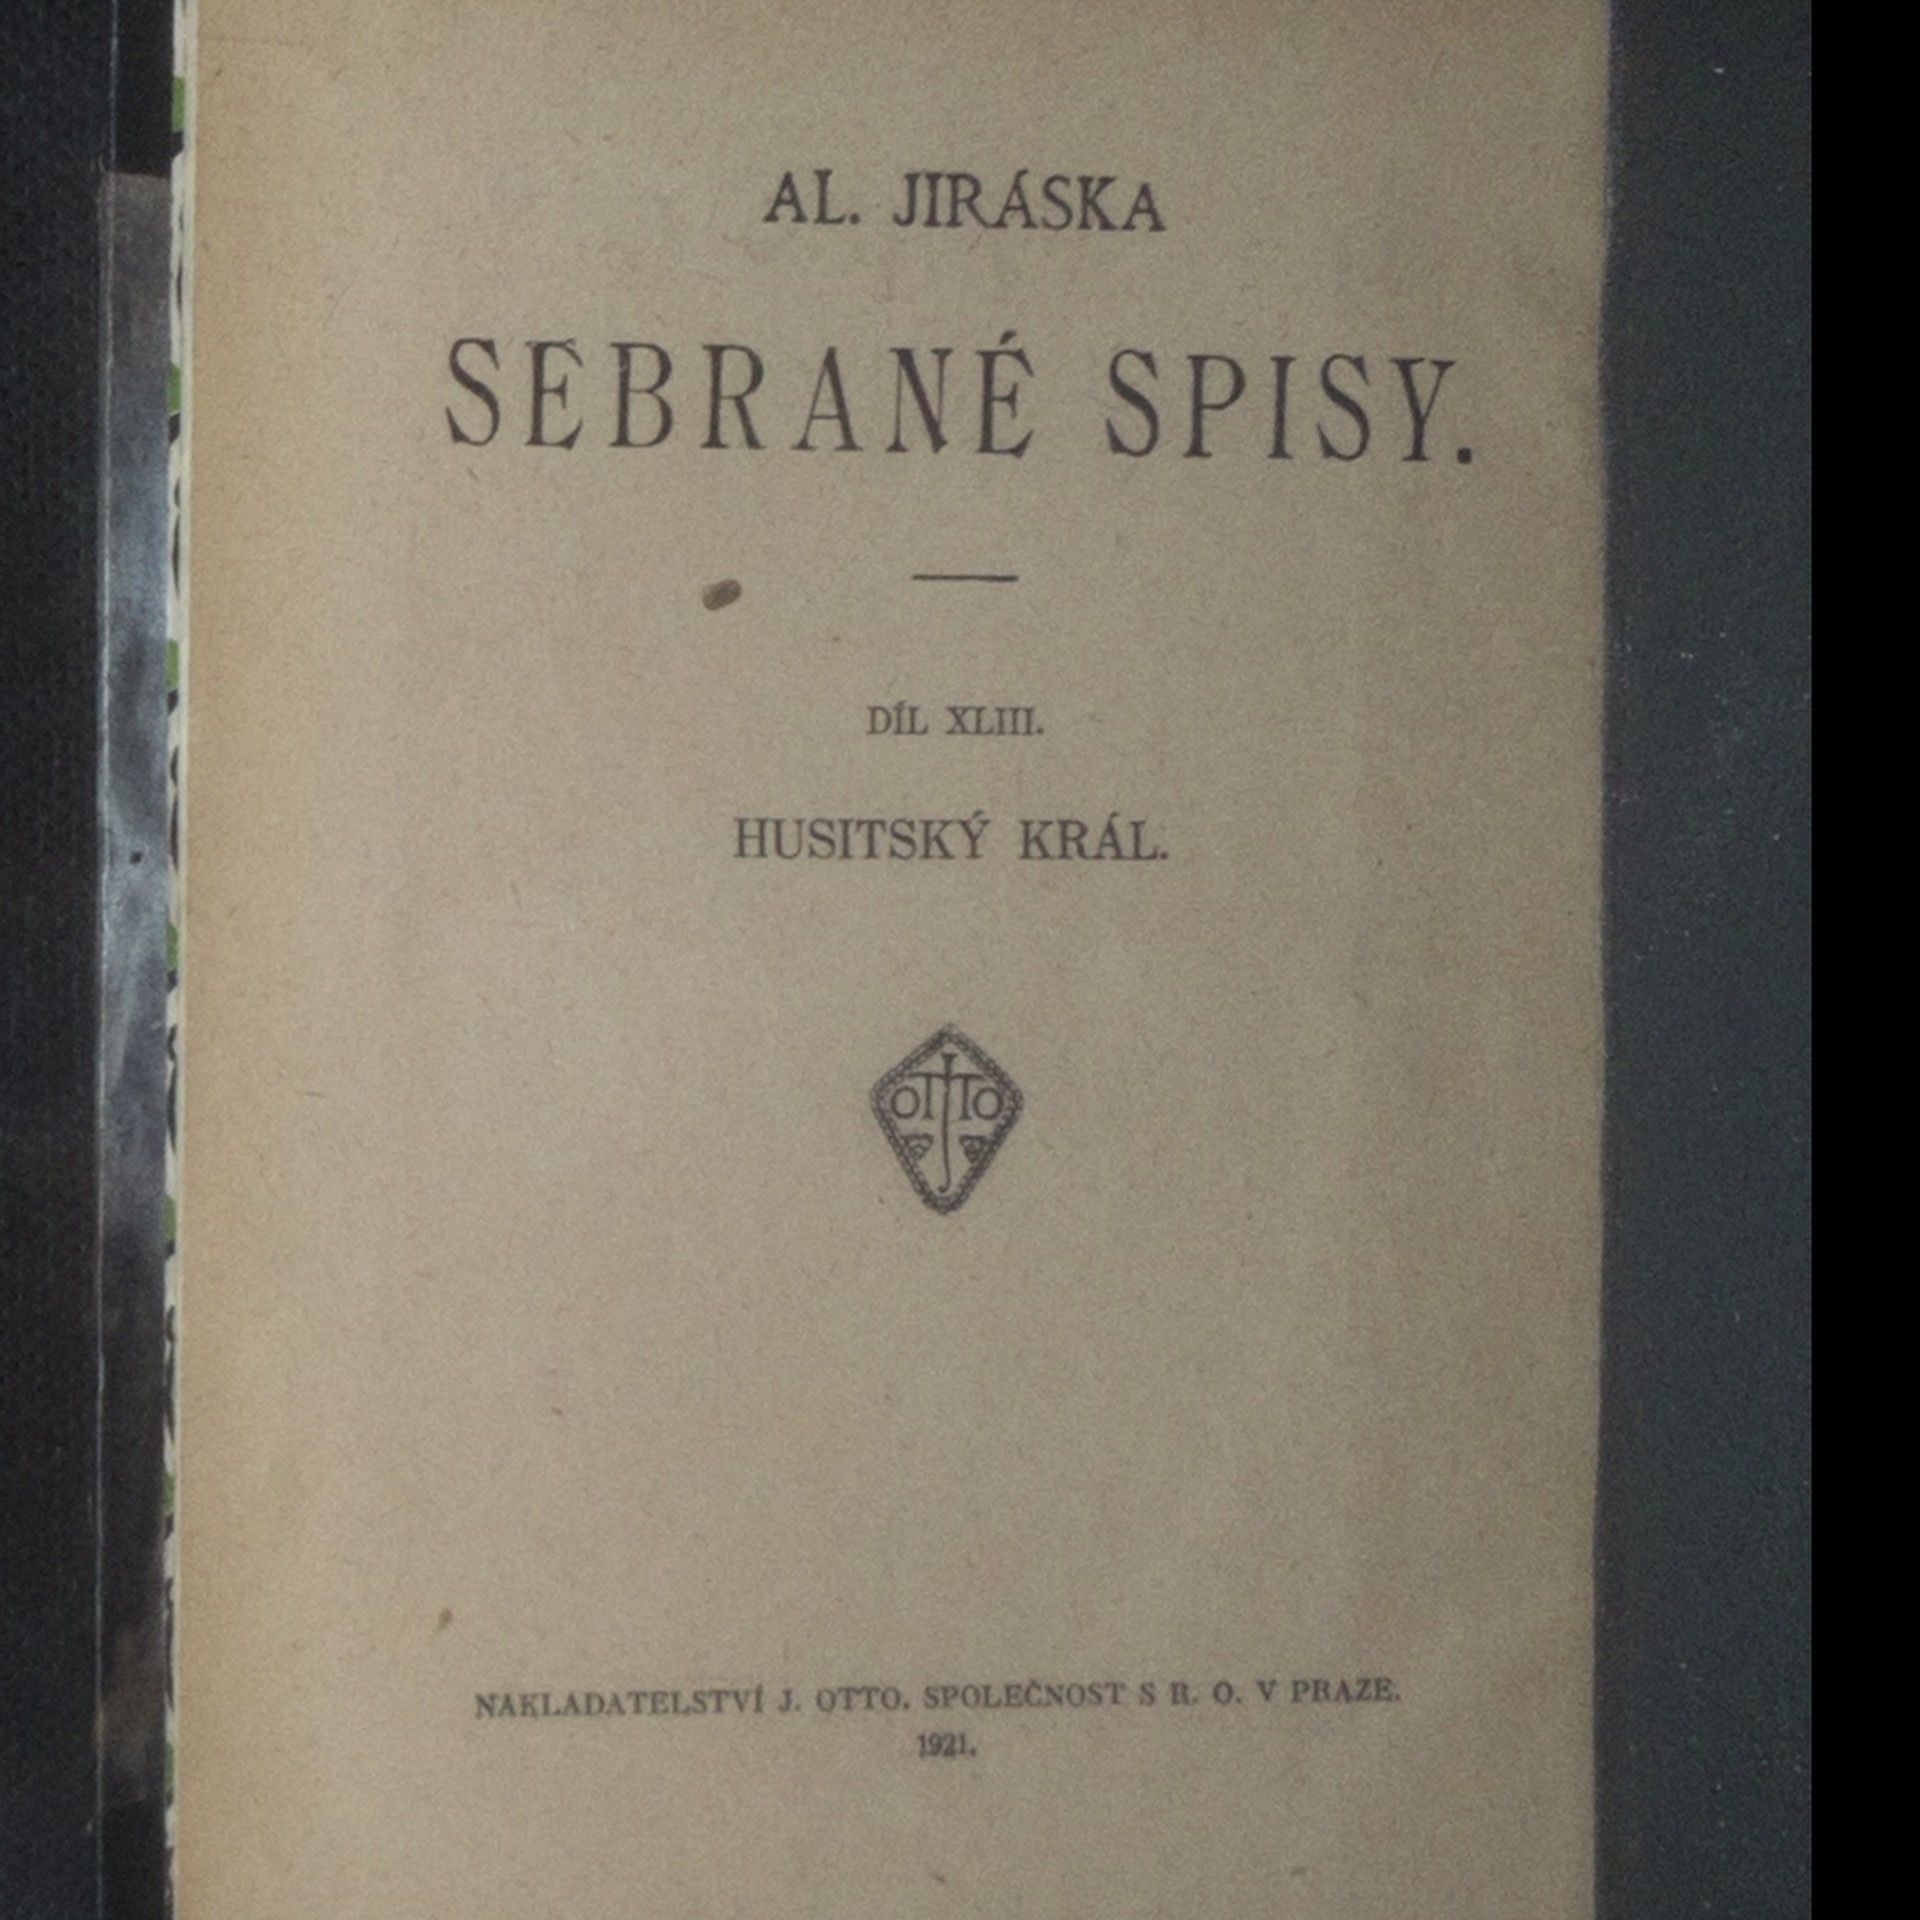 AL. JIRÁSKA
SEBRANÉ SPISY.
DÍL XLIII.
HUSITSKÝ KRÁL.
OTTO
NAKLADATELSTVÍ J. OTTO. SPOLEČNOST S R. O. V PRAZE.
1921.